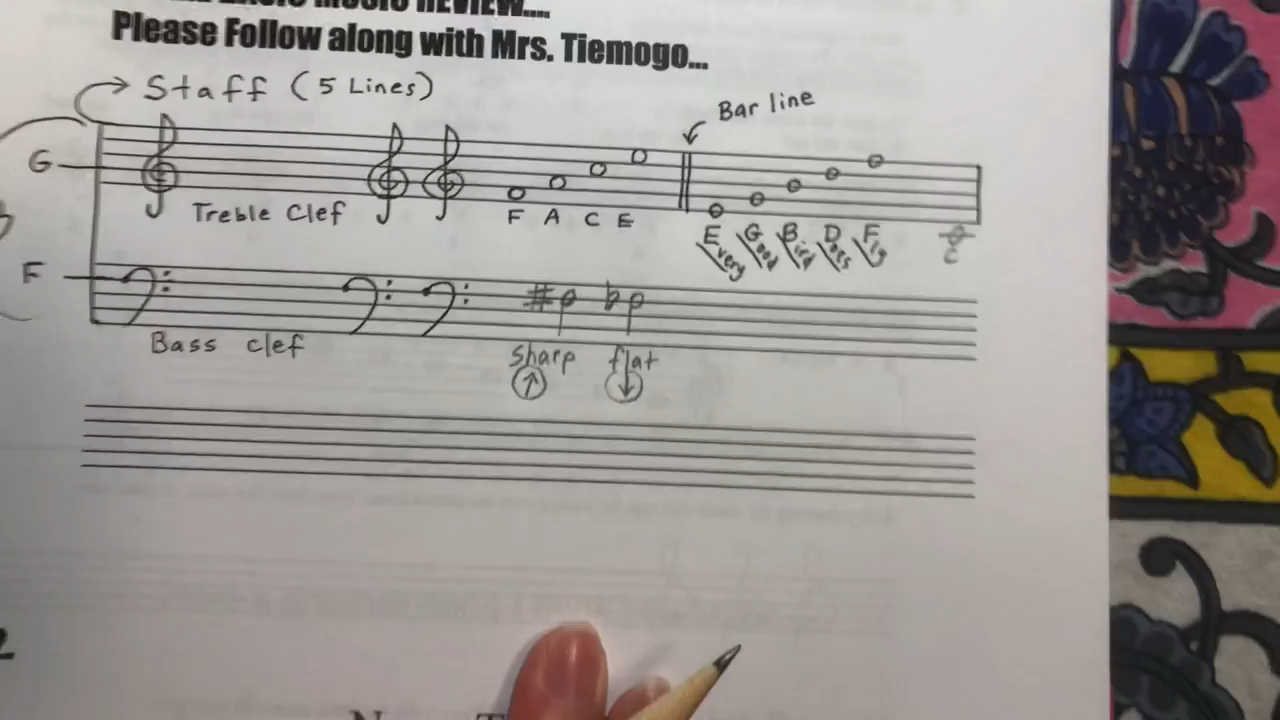 REVIEW....
Please Follow along with Mrs. Tiemogo...
Staff (5 Lines)
Bar line
G
Treble Clef
F A C E
Every Good Bird Does Fly
C
F
Bass clef
sharp flat